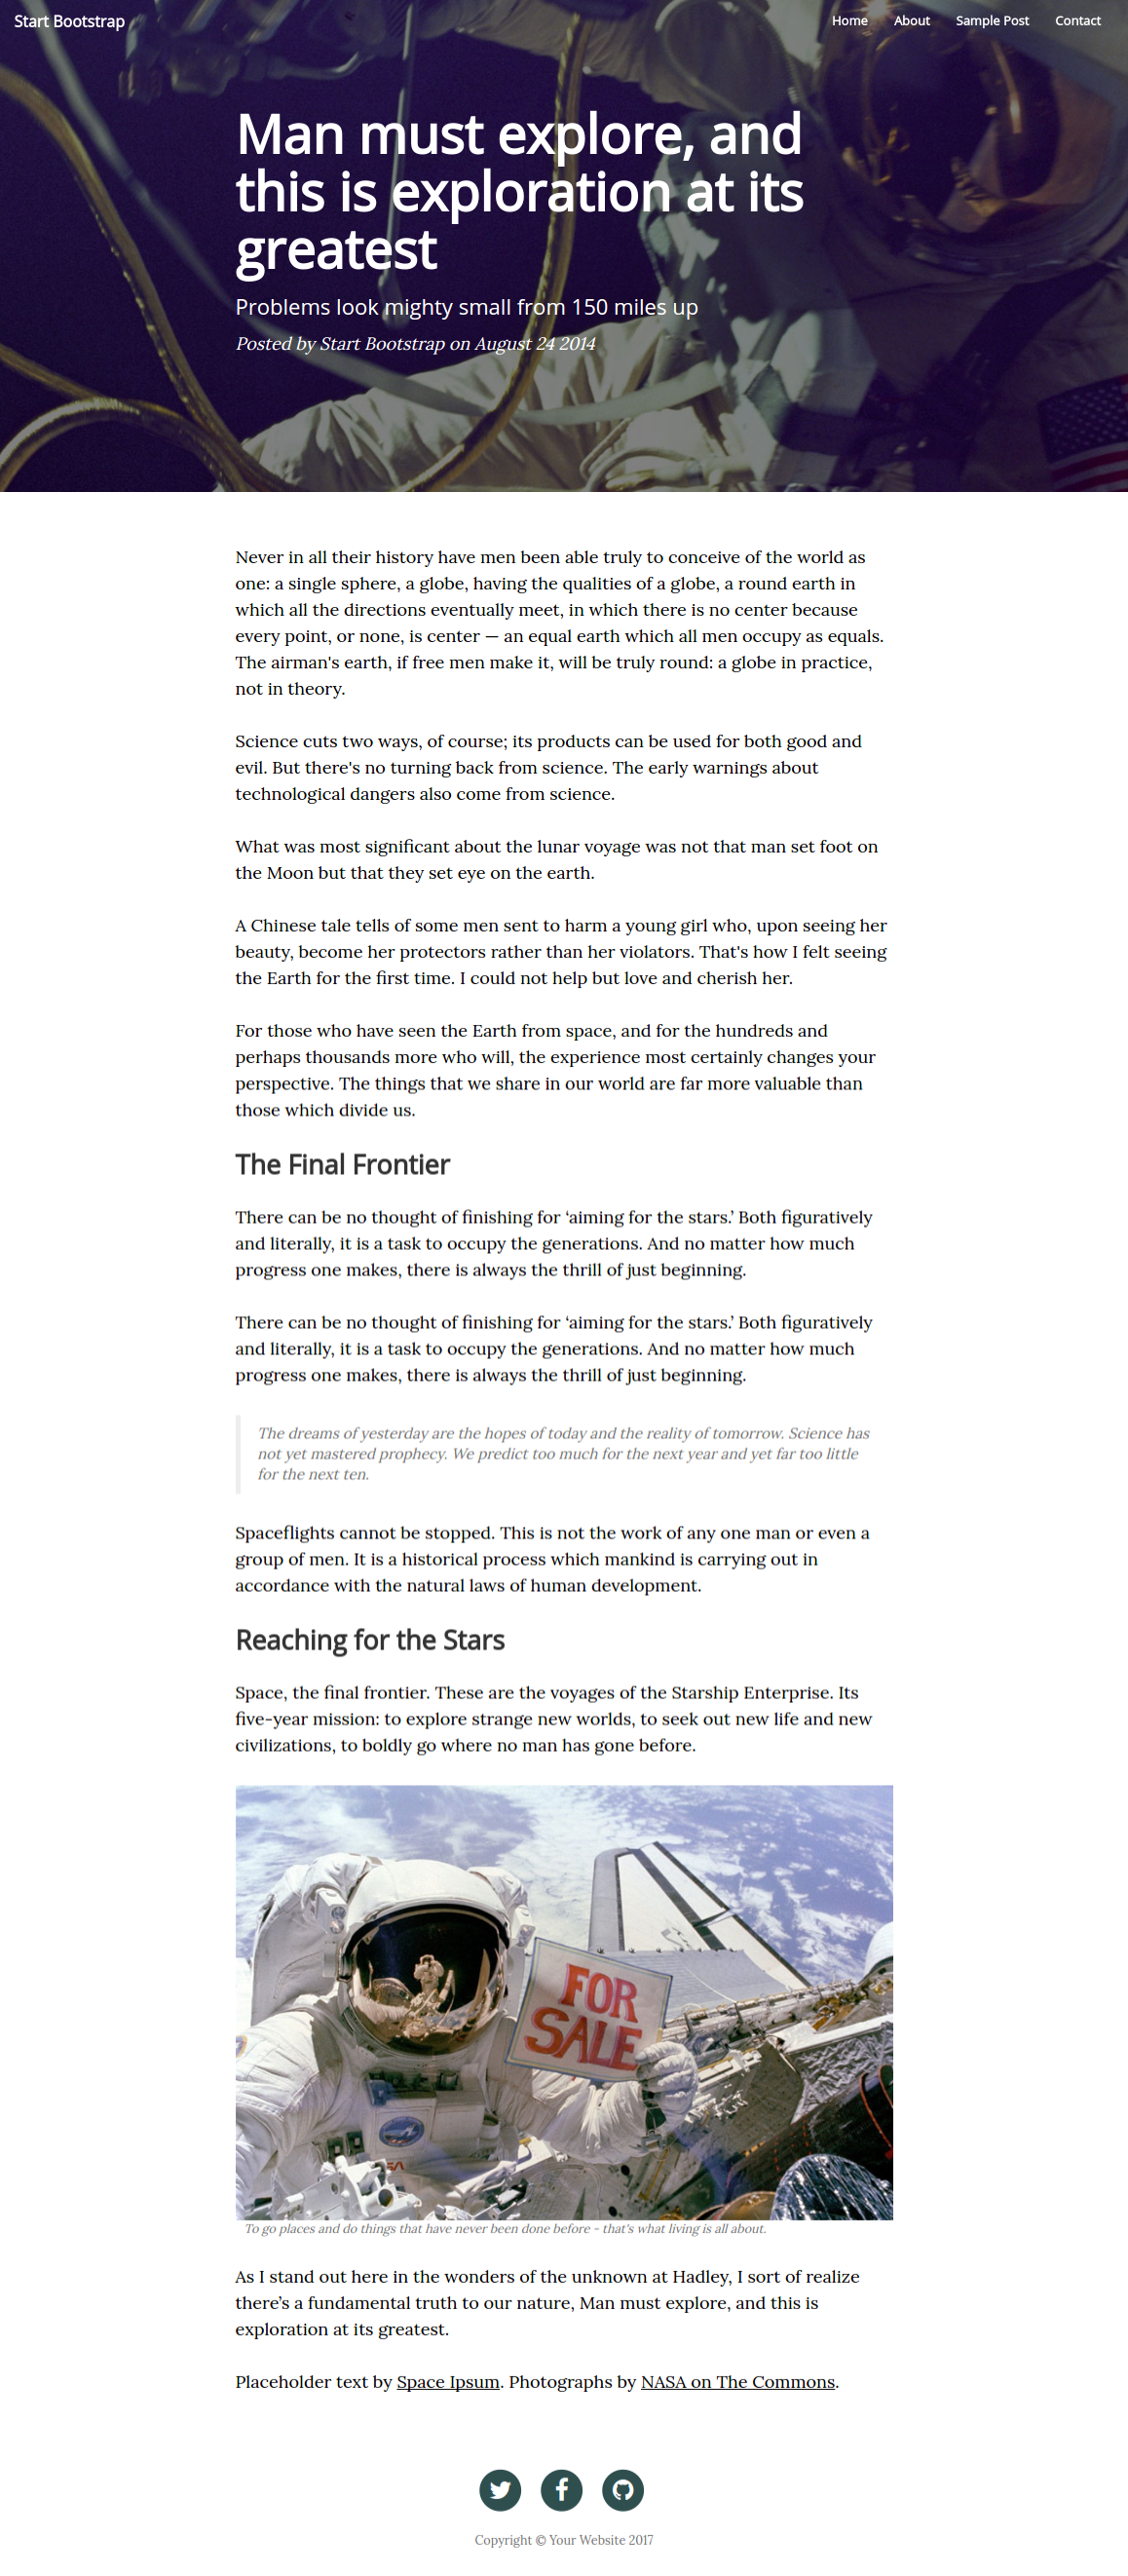 Start Bootstrap
Home
About
Sample Post
Contact
Man must explore, and
this is exploration at its
greatest
Problems look mighty small from 150 miles up
Posted by Start Bootstrap on August 24 2014
Never in all their history have men been able truly to conceive of the world as
one: a single sphere, a globe, having the qualities of a globe, a round earth in
which all the directions eventually meet, in which there is no center because
every point, or none, is center — an equal earth which all men occupy as equals.
The airman's earth, if free men make it, will be truly round: a globe in practice,
not in theory.
Science cuts two ways, of course; its products can be used for both good and
evil. But there's no turning back from science. The early warnings about
technological dangers also come from science.
What was most significant about the lunar voyage was not that man set foot on
the Moon but that they set eye on the earth.
A Chinese tale tells of some men sent to harm a young girl who, upon seeing her
beauty, become her protectors rather than her violators. That's how I felt seeing
the Earth for the first time. I could not help but love and cherish her.
For those who have seen the Earth from space, and for the hundreds and
perhaps thousands more who will, the experience most certainly changes your
perspective. The things that we share in our world are far more valuable than
those which divide us.
The Final Frontier
There can be no thought of finishing for ‘aiming for the stars.’ Both figuratively
and literally, it is a task to occupy the generations. And no matter how much
progress one makes, there is always the thrill of just beginning.
There can be no thought of finishing for ‘aiming for the stars.’ Both figuratively
and literally, it is a task to occupy the generations. And no matter how much
progress one makes, there is always the thrill of just beginning.
The dreams of yesterday are the hopes of today and the reality of tomorrow. Science has
not yet mastered prophecy. We predict too much for the next year and yet far too little
for the next ten.
Spaceflights cannot be stopped. This is not the work of any one man or even a
group of men. It is a historical process which mankind is carrying out in
accordance with the natural laws of human development.
Reaching for the Stars
Space, the final frontier. These are the voyages of the Starship Enterprise. Its
five-year mission: to explore strange new worlds, to seek out new life and new
civilizations, to boldly go where no man has gone before.
FOR
SALE
To go places and do things that have never been done before - that's what living is all about.
As I stand out here in the wonders of the unknown at Hadley, I sort of realize
there’s a fundamental truth to our nature, Man must explore, and this is
exploration at its greatest.
Placeholder text by Space Ipsum. Photographs by NASA on The Commons.
Copyright © Your Website 2017